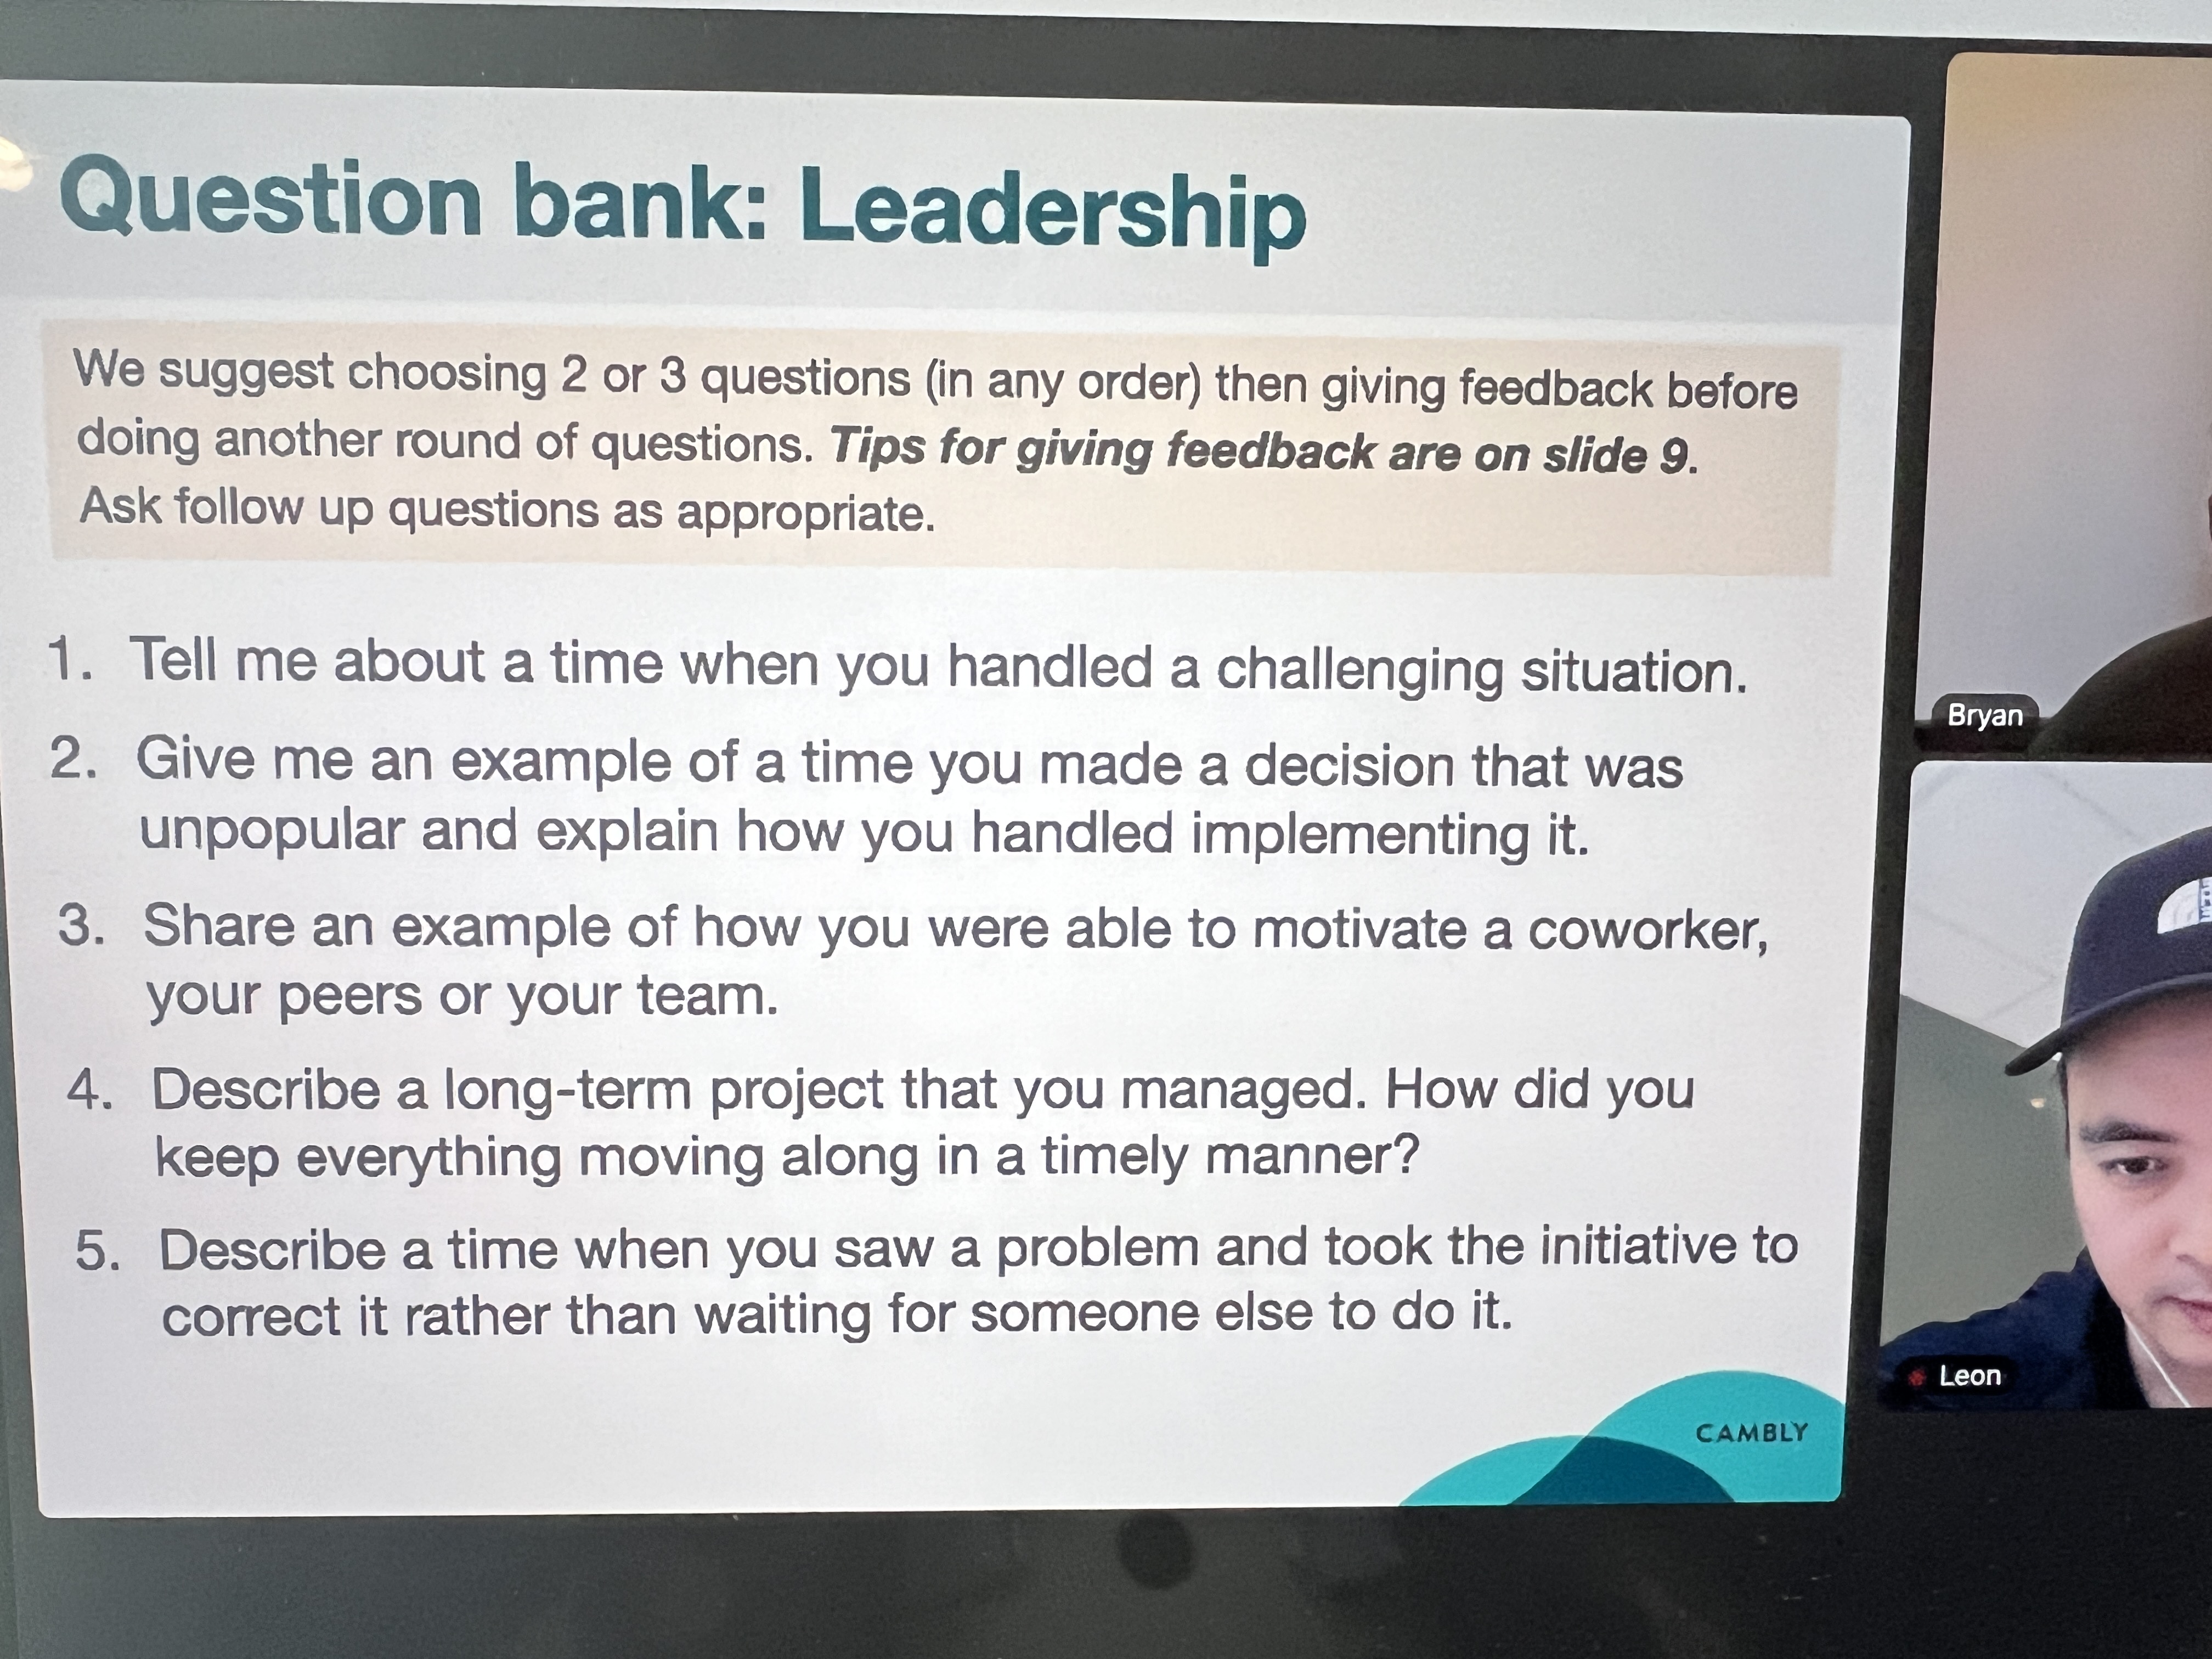 Question bank: Leadership
We suggest choosing 2 or 3 questions (in any order) then giving feedback before
doing another round of questions. Tips for giving feedback are on slide 9.
Ask follow up questions as appropriate.
1. Tell me about a time when you handled a challenging situation.
2. Give me an example of a time you made a decision that was
unpopular and explain how you handled implementing it.
3. Share an example of how you were able to motivate a coworker,
your peers or your team.
4. Describe a long-term project that you managed. How did you
keep everything moving along in a timely manner?
5. Describe a time when you saw a problem and took the initiative to
correct it rather than waiting for someone else to do it.
CAMBLY
Bryan
Leon